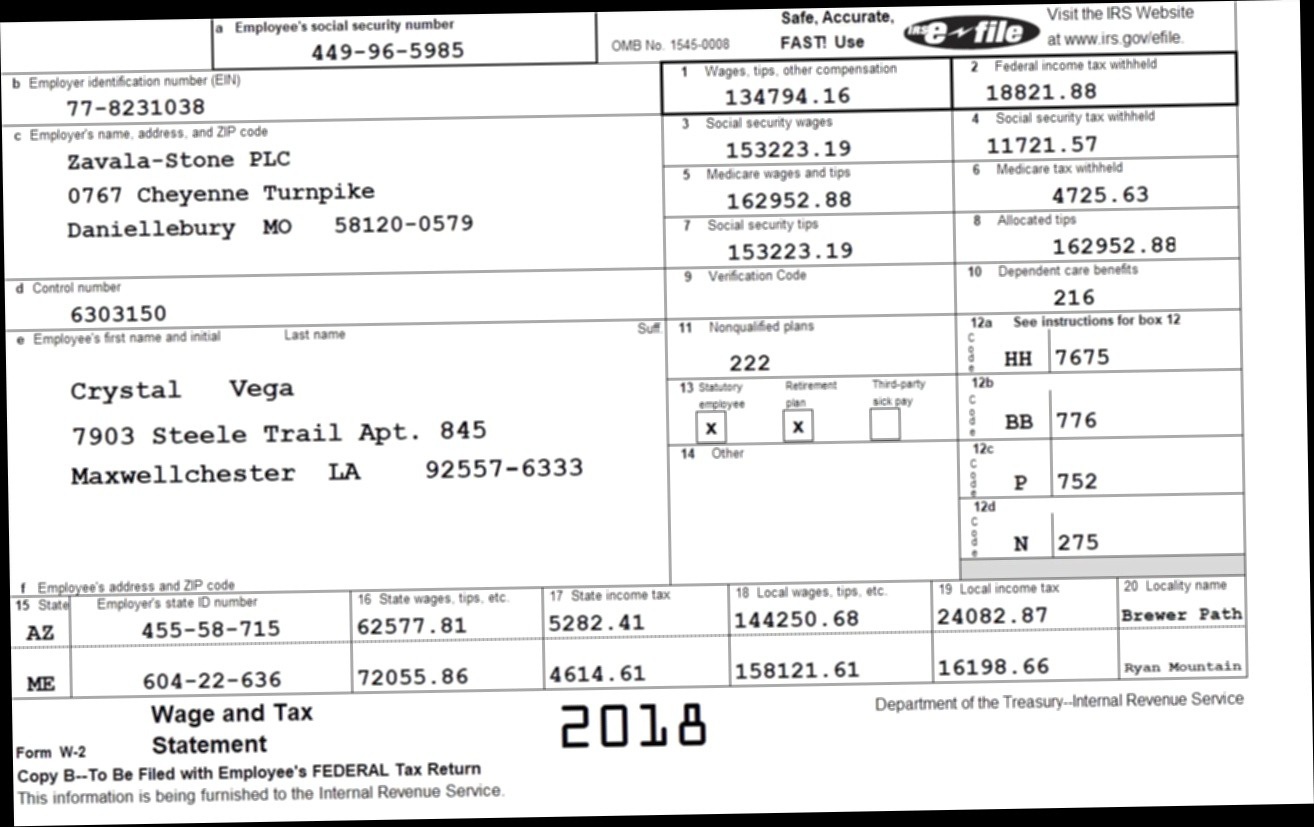 a Employee's social security number
449-96-5985
OMB No. 1545-0008
Safe, Accurate,
FAST! Use
IRS e-file
Visit the IRS Website
at www.irs.gov/efile.
b Employer identification number (EIN)
77-8231038
1 Wages, tips, other compensation
134794.16
2 Federal income tax withheld
18821.88
c Employer's name, address, and ZIP code
Zavala-Stone PLC
0767 Cheyenne Turnpike
Daniellebury MO 58120-0579
3 Social security wages
153223.19
4 Social security tax withheld
11721.57
5 Medicare wages and tips
162952.88
6 Medicare tax withheld
4725.63
7 Social security tips
153223.19
8 Allocated tips
162952.88
d Control number
6303150
9 Verification Code
10 Dependent care benefits
216
e Employee's first name and initial Last name Suff.
Crystal Vega
7903 Steele Trail Apt. 845
Maxwellchester LA 92557-6333
11 Nonqualified plans
222
12a See instructions for box 12
Code HH 7675
13 Statutory employee Retirement plan Third-party sick pay
X X
12b
Code BB 776
14 Other
12c
Code P 752
12d
Code N 275
f Employee's address and ZIP code
15 State Employer's state ID number 16 State wages, tips, etc. 17 State income tax 18 Local wages, tips, etc. 19 Local income tax 20 Locality name
AZ 455-58-715 62577.81 5282.41 144250.68 24082.87 Brewer Path
ME 604-22-636 72055.86 4614.61 158121.61 16198.66 Ryan Mountain
Form W-2
Wage and Tax
Statement
2018
Department of the Treasury--Internal Revenue Service
Copy B--To Be Filed with Employee's FEDERAL Tax Return
This information is being furnished to the Internal Revenue Service.